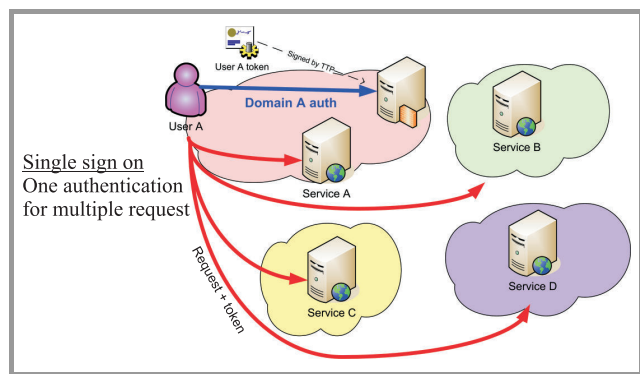 User A token
Signed by TTP
User A
Domain A auth
Service A
Service B
Single sign on
One authentication
for multiple request
Request + token
Service C
Service D